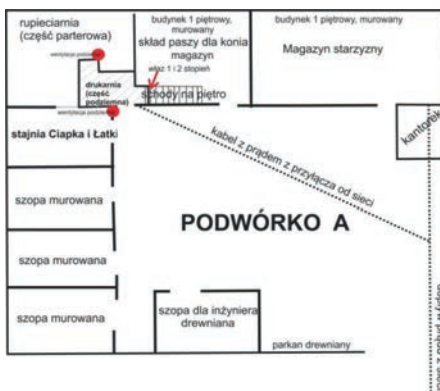 rupieciarnia
(część parterowa)
wentylacja podziemi
drukarnia
(część
podziemna)
wentylacja podziemi
budynek 1 piętrowy,
murowany
skład paszy dla konia
magazyn
właz 1 i 2 stopień
schody na piętro
budynek 1 piętrowy, murowany
Magazyn starzyzny
kantorek
stajnia Ciapka i Łatki
kabel z prądem z przyłącza od sieci
szopa murowana
PODWÓRKO A
szopa murowana
szopa murowana
szopa dla inżyniera
drewniana
parkan drewniany